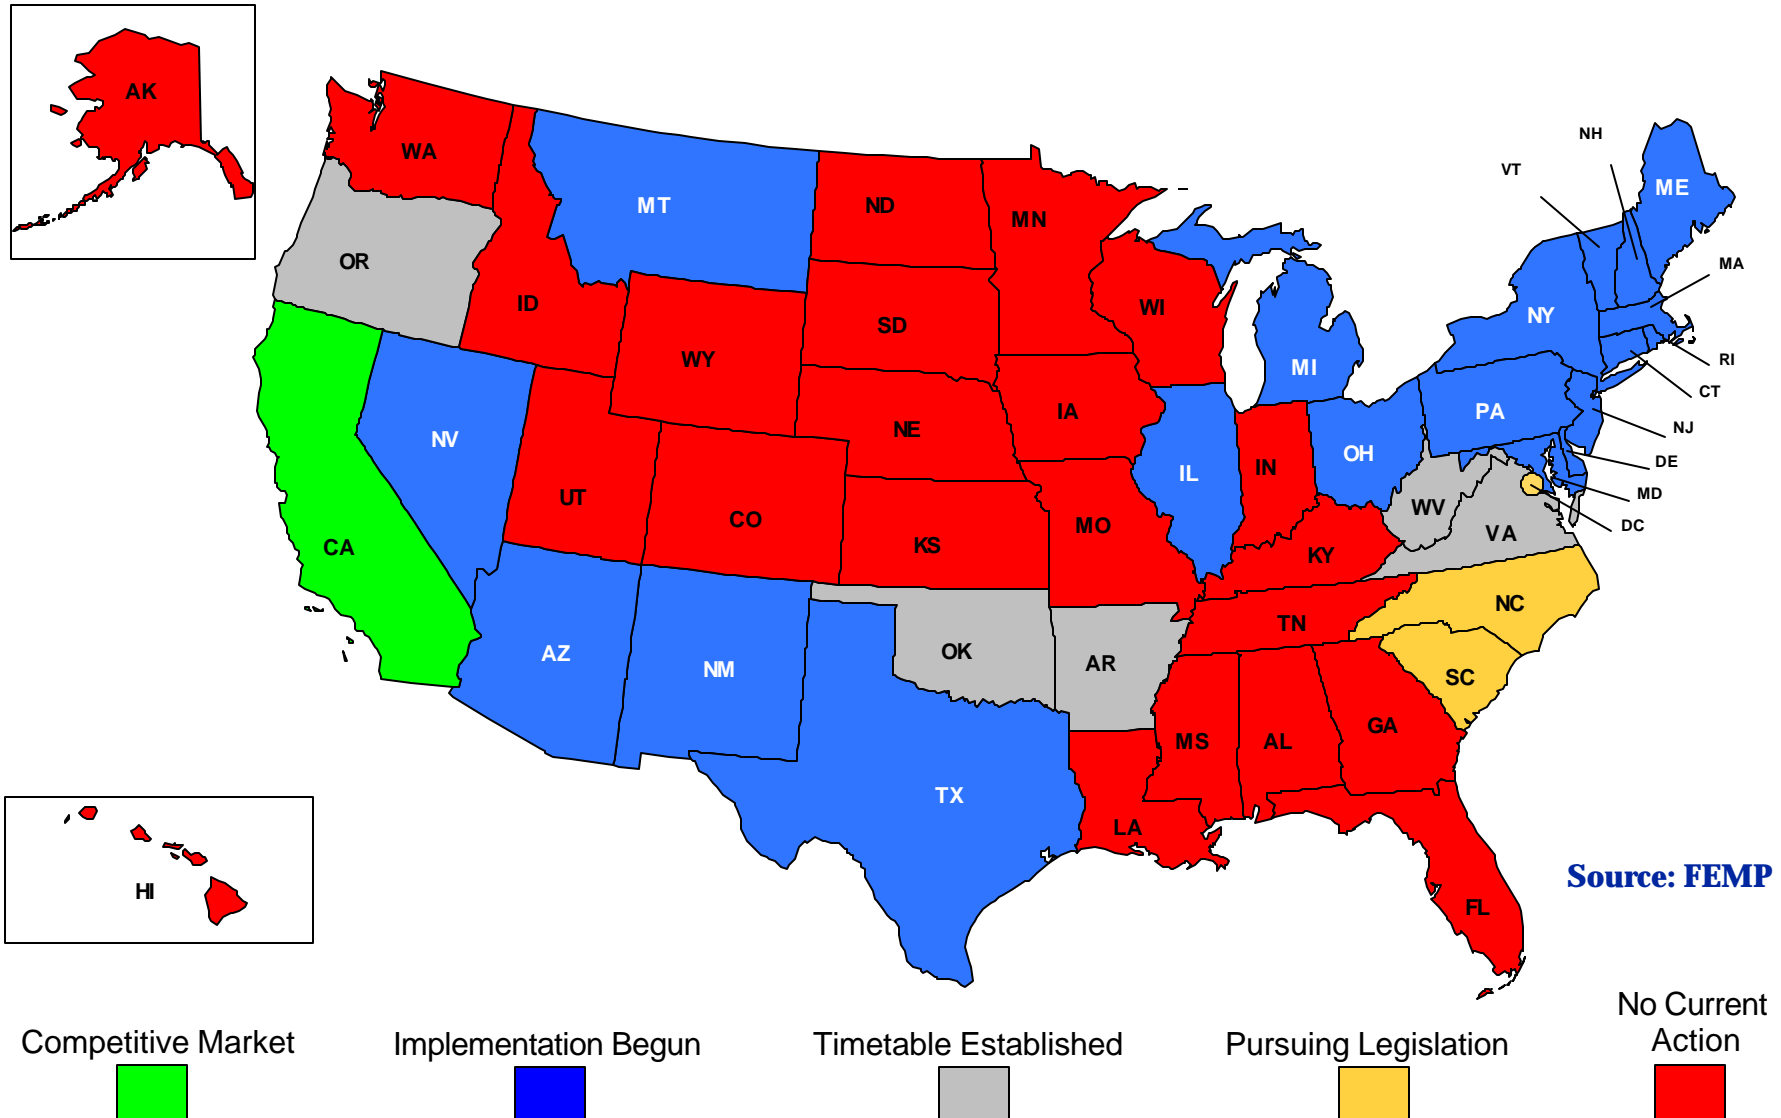 AK
WA
OR
CA
ID
NV
MT
WY
UT
CO
AZ
NM
ND
SD
NE
KS
OK
TX
MN
IA
MO
AR
LA
WI
IL
IN
MI
OH
KY
TN
MS
AL
GA
FL
SC
NC
VA
WV
PA
NY
VT
NH
ME
MA
RI
CT
NJ
DE
MD
DC
HI
Source: FEMP
Competitive Market
Implementation Begun
Timetable Established
Pursuing Legislation
No Current
Action